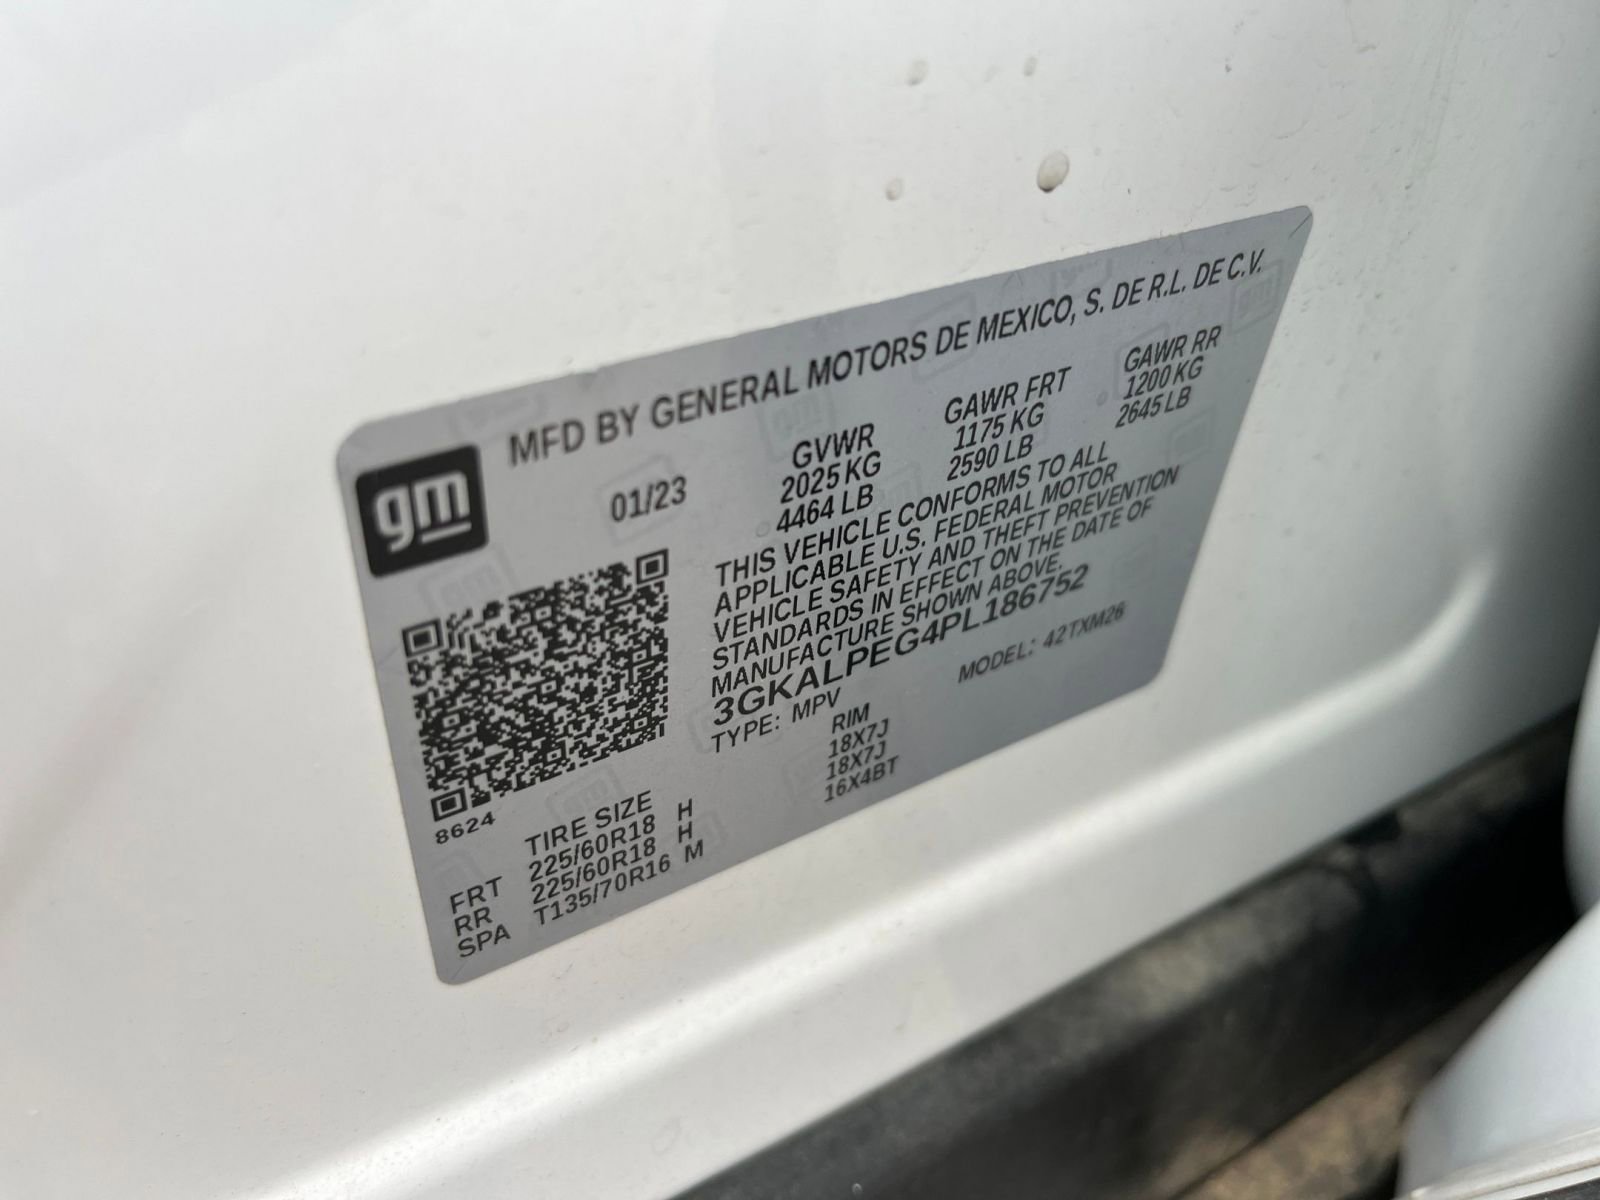 MFD BY GENERAL MOTORS DE MEXICO, S. DE R.L. DE C.V.
gm
01/23
GVWR GAWR FRT GAWR RR
2025 KG 1175 KG 1200 KG
4464 LB 2590 LB 2645 LB
THIS VEHICLE CONFORMS TO ALL
APPLICABLE U.S. FEDERAL MOTOR
VEHICLE SAFETY AND THEFT PREVENTION
STANDARDS IN EFFECT ON THE DATE OF
MANUFACTURE SHOWN ABOVE.
3GKALPEG4PL186752
TYPE: MPV MODEL: 42TXM26
8624
TIRE SIZE RIM
FRT 225/60R18 H 18X7J
RR 225/60R18 H 18X7J
SPA T135/70R16 M 16X4BT